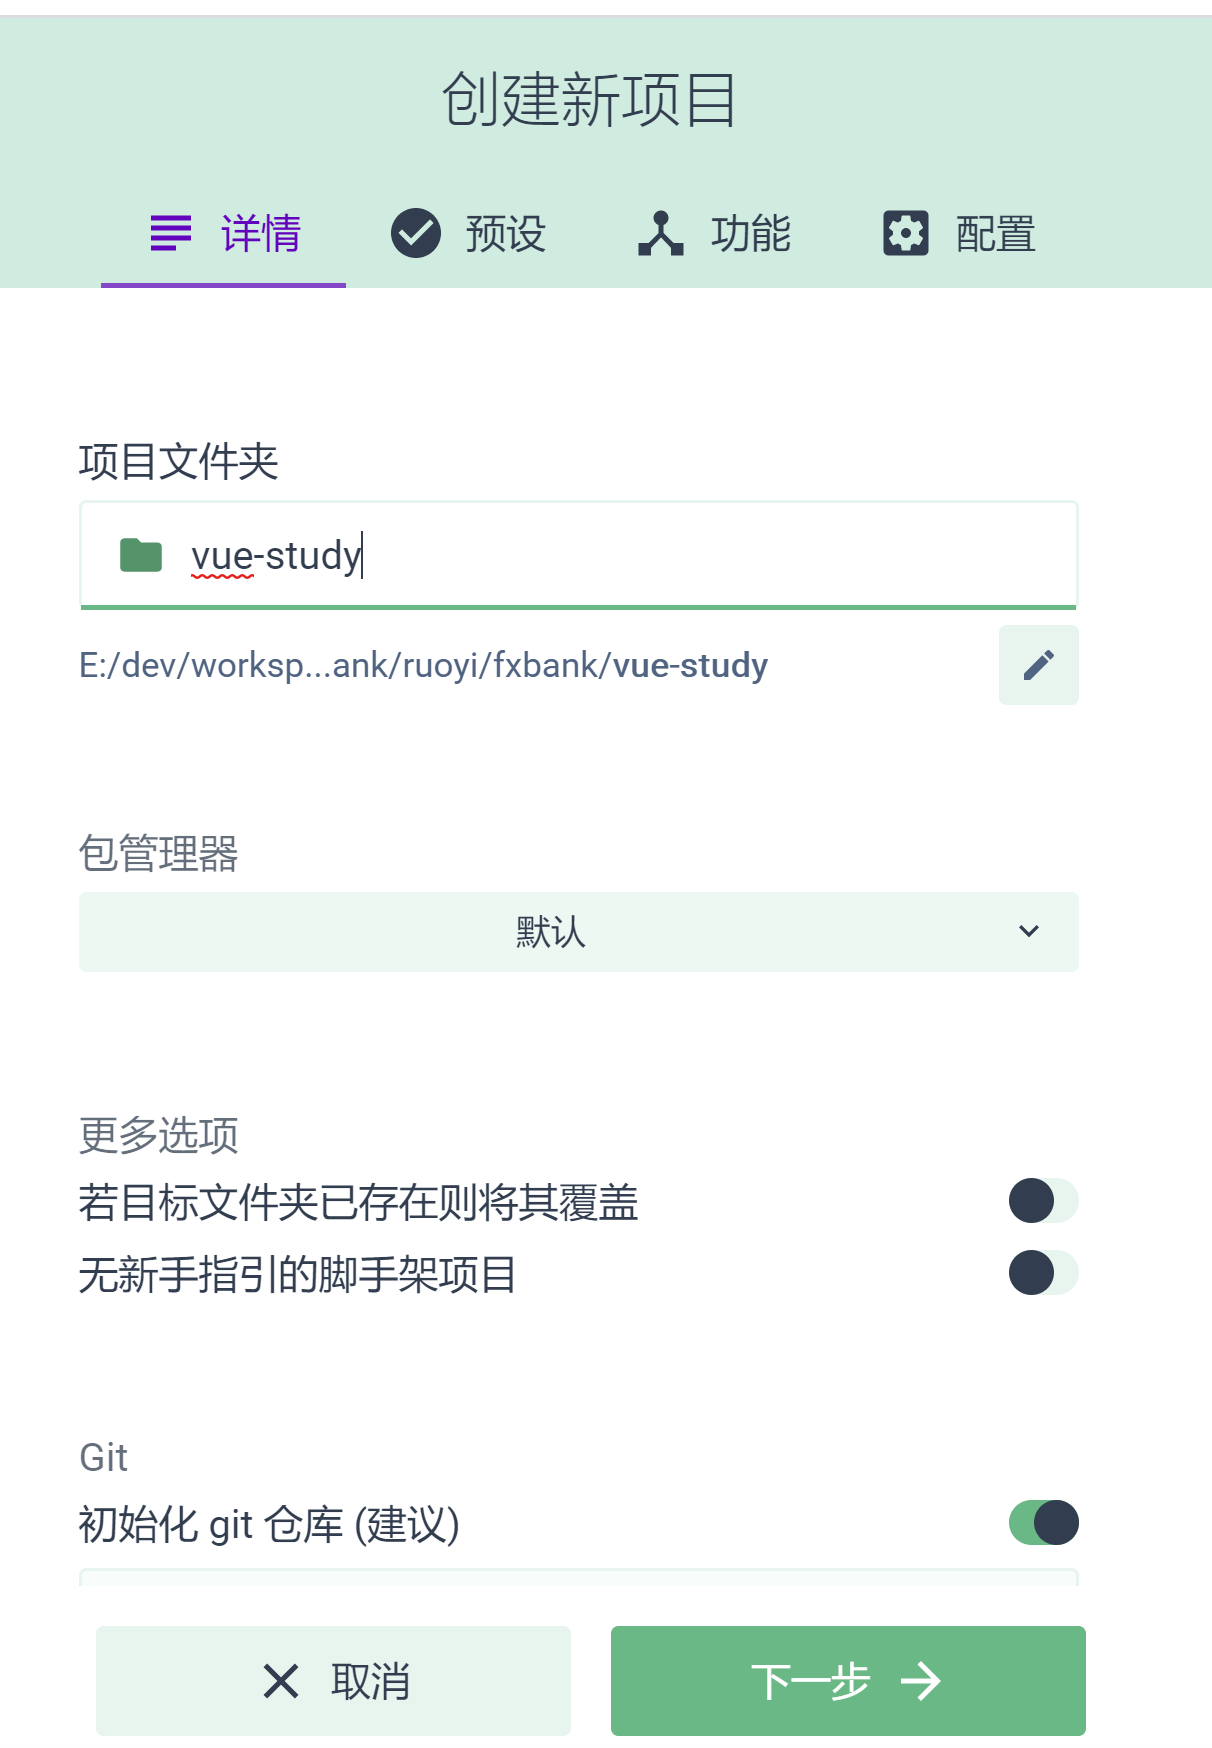 创建新项目
详情 预设 功能 配置
项目文件夹
vue-study
E:/dev/worksp...ank/ruoyi/fxbank/vue-study
包管理器
默认
更多选项
若目标文件夹已存在则将其覆盖
无新手指引的脚手架项目
Git
初始化 git 仓库 (建议)
取消 下一步